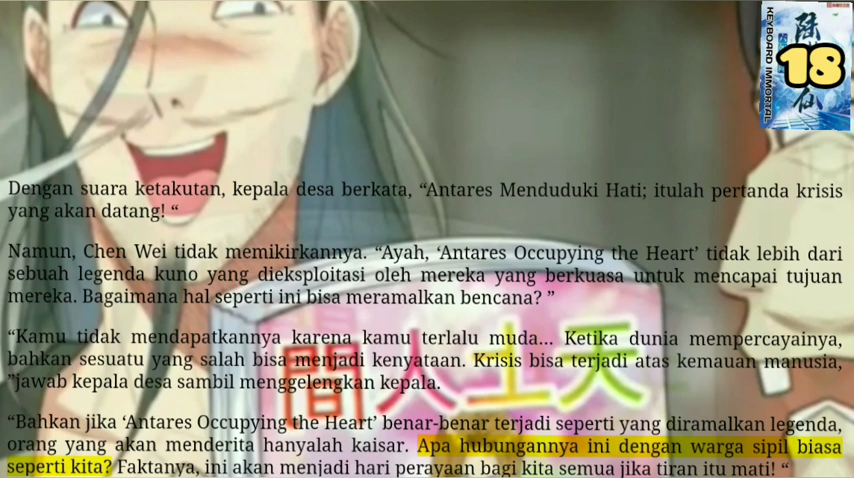 KEYBOARD IMMORTAL
18
Dengan suara ketakutan, kepala desa berkata, “Antares Menduduki Hati; itulah pertanda krisis
yang akan datang! “
Namun, Chen Wei tidak memikirkannya. “Ayah, ‘Antares Occupying the Heart’ tidak lebih dari
sebuah legenda kuno yang dieksploitasi oleh mereka yang berkuasa untuk mencapai tujuan
mereka. Bagaimana hal seperti ini bisa meramalkan bencana? ”
“Kamu tidak mendapatkannya karena kamu terlalu muda… Ketika dunia mempercayainya,
bahkan sesuatu yang salah bisa menjadi kenyataan. Krisis bisa terjadi atas kemauan manusia,
”jawab kepala desa sambil menggelengkan kepala.
間人土天
“Bahkan jika ‘Antares Occupying the Heart’ benar-benar terjadi seperti yang diramalkan legenda,
orang yang akan menderita hanyalah kaisar. Apa hubungannya ini dengan warga sipil biasa
seperti kita? Faktanya, ini akan menjadi hari perayaan bagi kita semua jika tiran itu mati! “